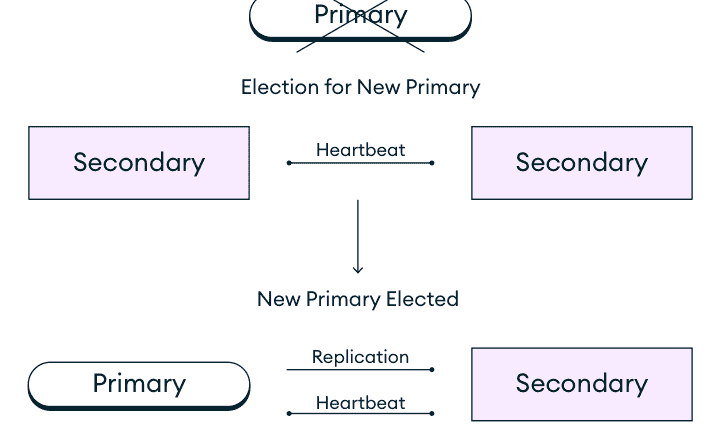 Primary
Election for New Primary
Secondary
Heartbeat
Secondary
New Primary Elected
Replication
Primary
Secondary
Heartbeat